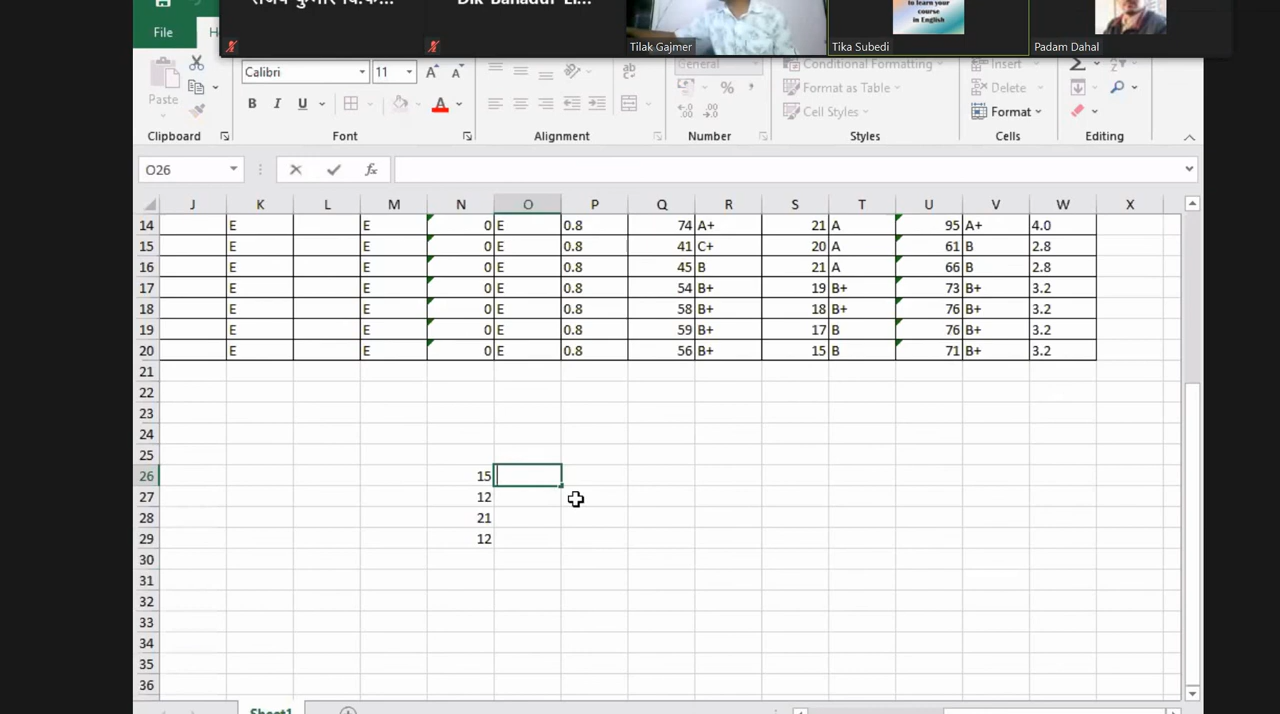 Tilak Gajmer
to learn your
course
in English
Tika Subedi
Padam Dahal
File
Paste
Clipboard
Calibri
11
Font
Alignment
General
Number
Conditional Formatting
Format as Table
Cell Styles
Styles
Insert
Delete
Format
Cells
Editing
O26
J K L M N O P Q R S T U V W X
14 E E 0 E 0.8 74 A+ 21 A 95 A+ 4.0
15 E E 0 E 0.8 41 C+ 20 A 61 B 2.8
16 E E 0 E 0.8 45 B 21 A 66 B 2.8
17 E E 0 E 0.8 54 B+ 19 B+ 73 B+ 3.2
18 E E 0 E 0.8 58 B+ 18 B+ 76 B+ 3.2
19 E E 0 E 0.8 59 B+ 17 B 76 B+ 3.2
20 E E 0 E 0.8 56 B+ 15 B 71 B+ 3.2
21
22
23
24
25
26 15
27 12
28 21
29 12
30
31
32
33
34
35
36
Sheet1